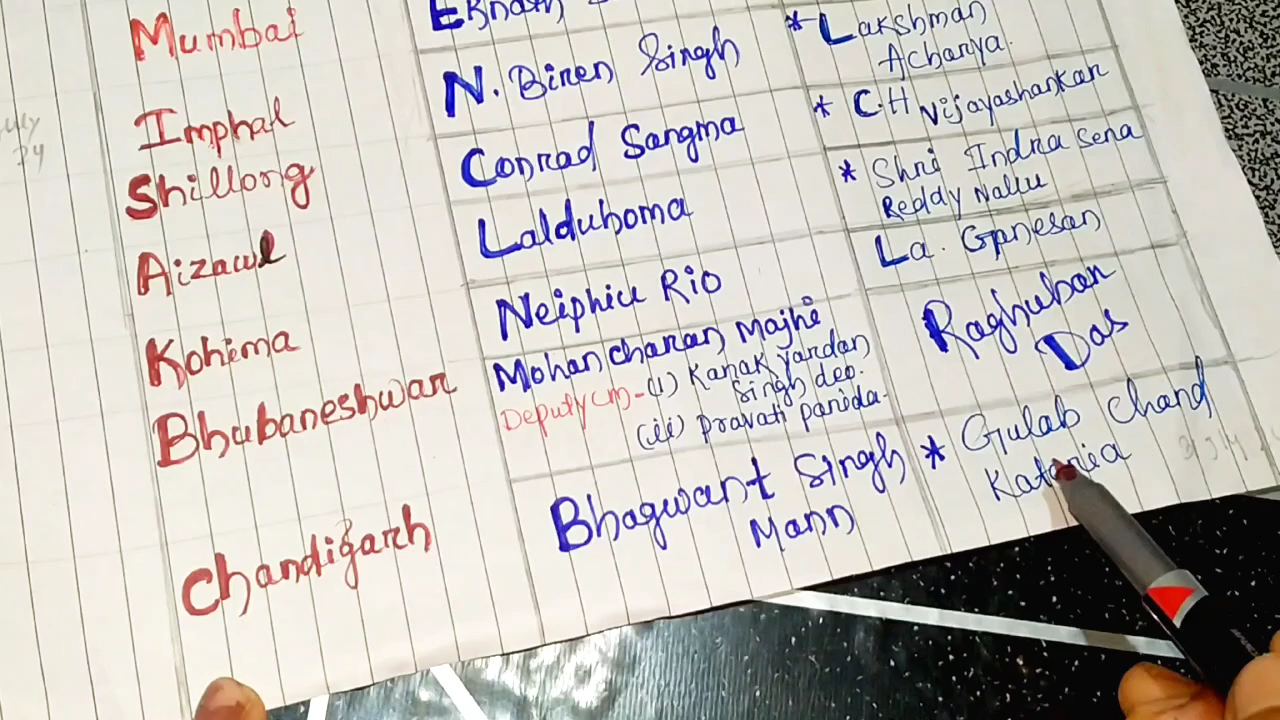 Mumbai
Eknath
* Lakshman
Acharya.
Imphal
N. Biren Singh
* C.H Vijayashankar
Shillong
Conrad Sangma
* Shri Indra Sena
Reddy Nallu
Aizawl
Lalduhoma
La. Ganesan
Kohima
Neiphiu Rio
Raghubar
Das
Bhubaneshwar
Mohan charan Majhi
Deputy CM - (i) Kanak Vardan
Singh deo.
(ii) Pravati parida.
Chandigarh
Bhagwant Singh
Mann
* Gulab Chand
Kataria
July
24